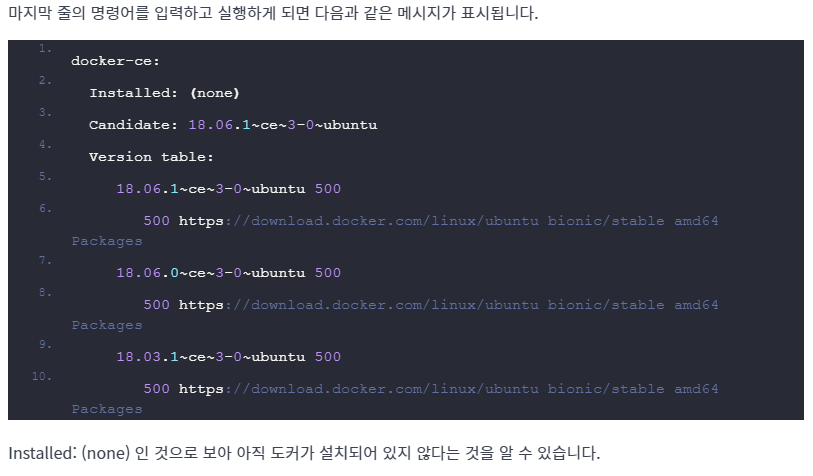 마지막 줄의 명령어를 입력하고 실행하게 되면 다음과 같은 메시지가 표시됩니다.
1.
docker-ce:
2.
Installed: (none)
3.
Candidate: 18.06.1~ce~3-0~ubuntu
4.
Version table:
5.
18.06.1~ce~3-0~ubuntu 500
6.
500 https://download.docker.com/linux/ubuntu bionic/stable amd64
Packages
7.
18.06.0~ce~3-0~ubuntu 500
8.
500 https://download.docker.com/linux/ubuntu bionic/stable amd64
Packages
9.
18.03.1~ce~3-0~ubuntu 500
10.
500 https://download.docker.com/linux/ubuntu bionic/stable amd64
Packages
Installed: (none) 인 것으로 보아 아직 도커가 설치되어 있지 않다는 것을 알 수 있습니다.